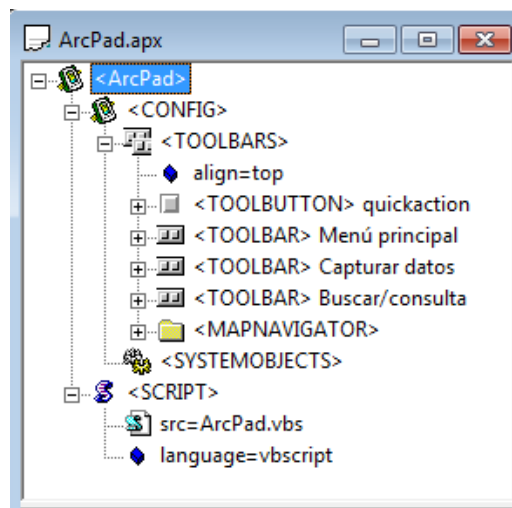 ArcPad.apx
<ArcPad>
<CONFIG>
<TOOLBARS>
align=top
<TOOLBUTTON> quickaction
<TOOLBAR> Menú principal
<TOOLBAR> Capturar datos
<TOOLBAR> Buscar/consulta
<MAPNAVIGATOR>
<SYSTEMOBJECTS>
<SCRIPT>
src=ArcPad.vbs
language=vbscript